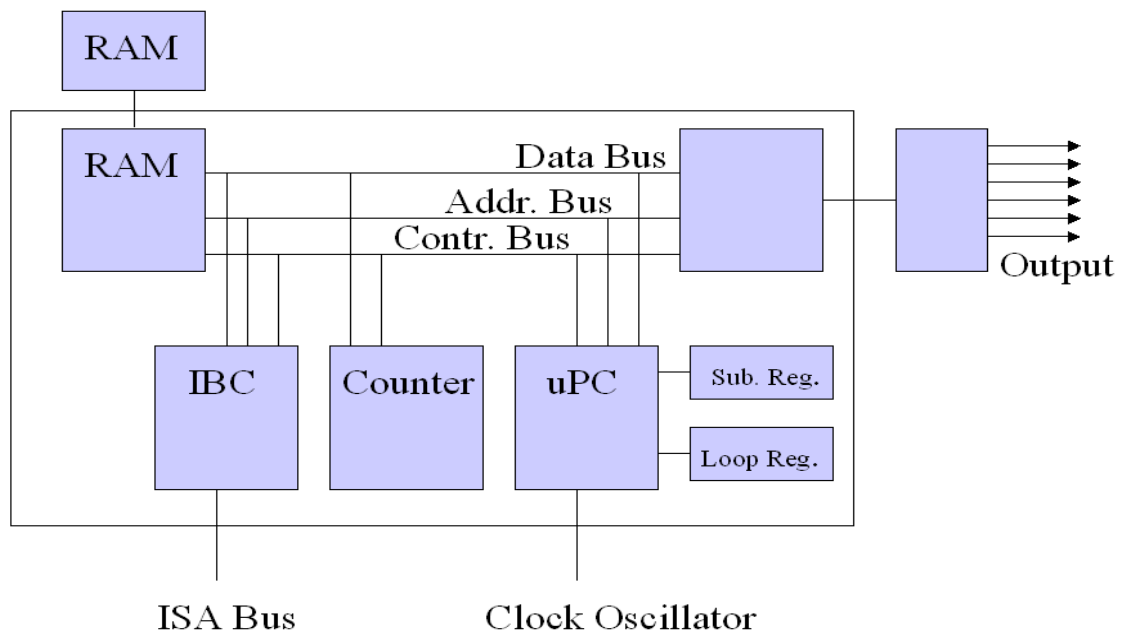 RAM
RAM
Data Bus
Addr. Bus
Contr. Bus
Output
IBC
Counter
uPC
Sub. Reg.
Loop Reg.
ISA Bus
Clock Oscillator